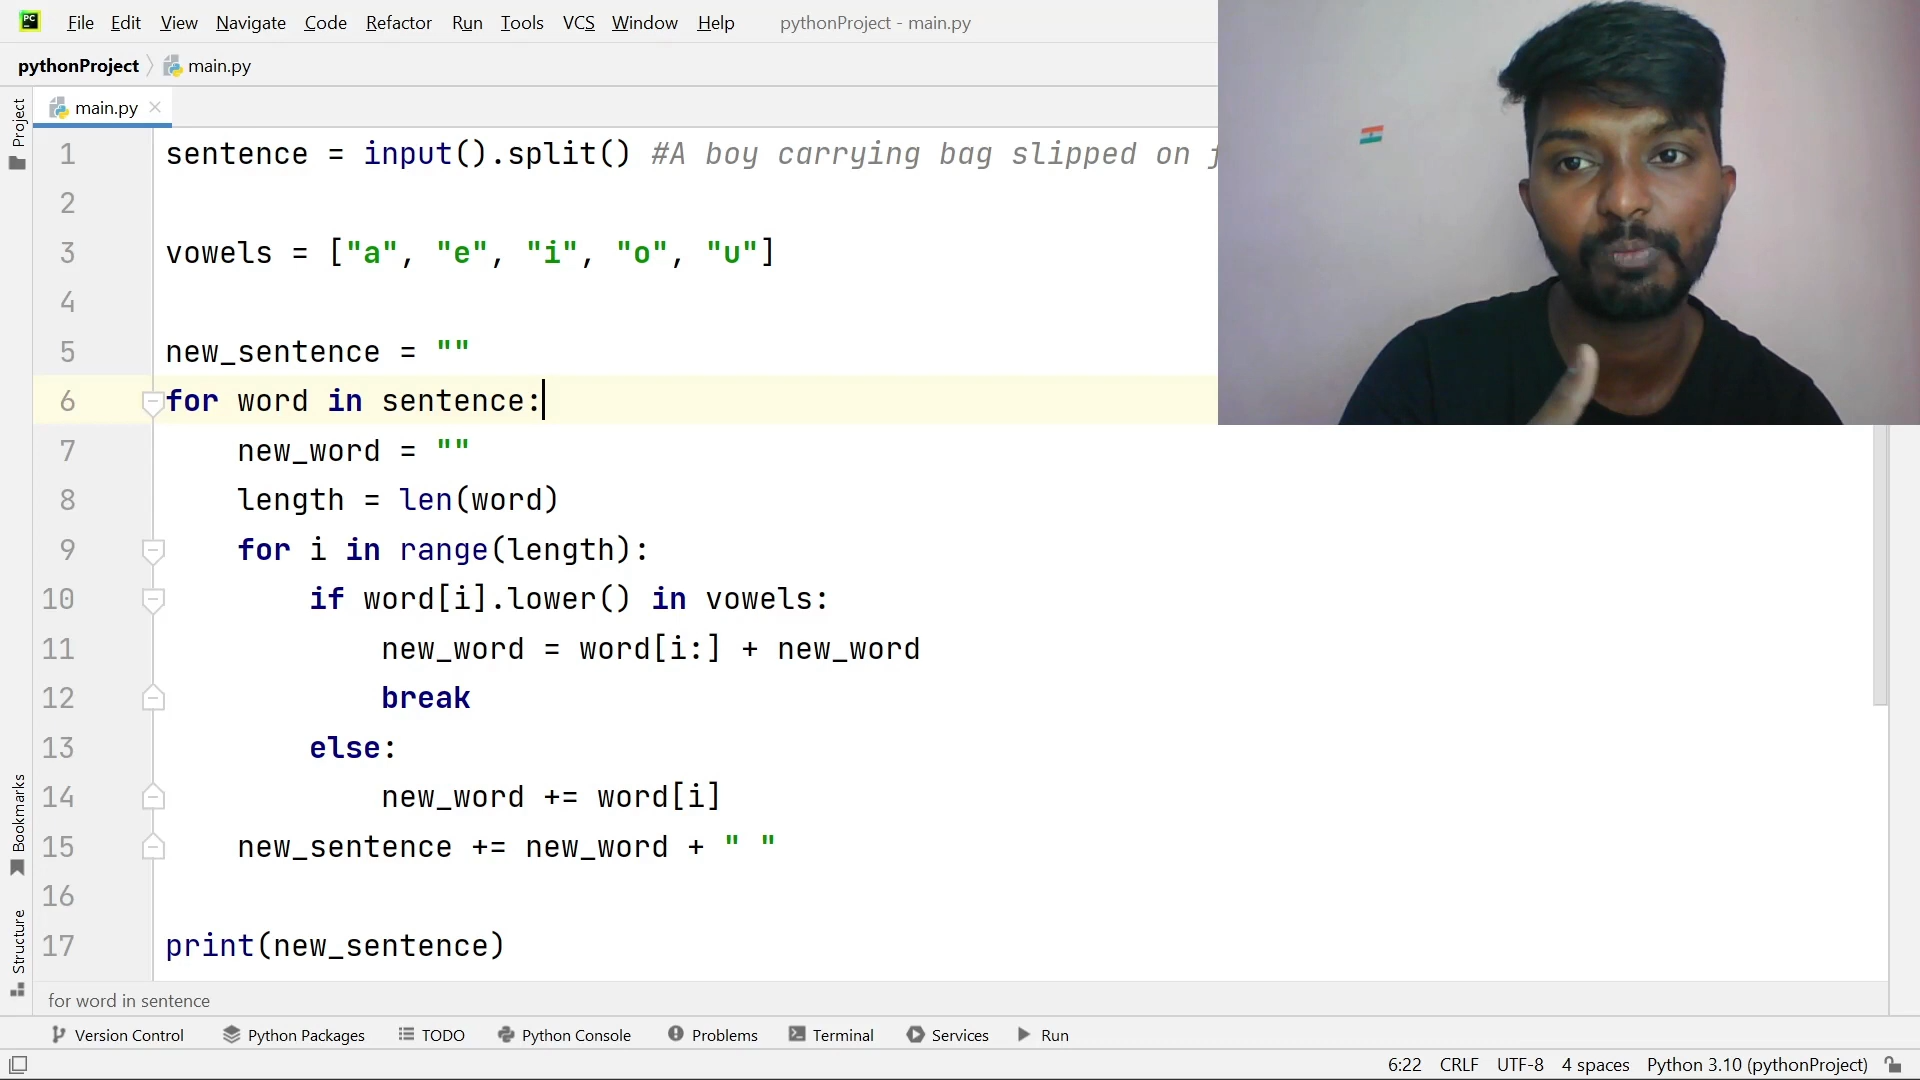 PC File Edit View Navigate Code Refactor Run Tools VCS Window Help pythonProject - main.py
pythonProject main.py
Project
main.py
1 sentence = input().split() #A boy carrying bag slipped on
2
3 vowels = ["a", "e", "i", "o", "u"]
4
5 new_sentence = ""
6 for word in sentence:
7 new_word = ""
8 length = len(word)
9 for i in range(length):
10 if word[i].lower() in vowels:
11 new_word = word[i:] + new_word
12 break
13 else:
14 new_word += word[i]
15 new_sentence += new_word + " "
16
17 print(new_sentence)
Bookmarks
Structure
for word in sentence
Version Control Python Packages TODO Python Console Problems Terminal Services Run
6:22 CRLF UTF-8 4 spaces Python 3.10 (pythonProject)